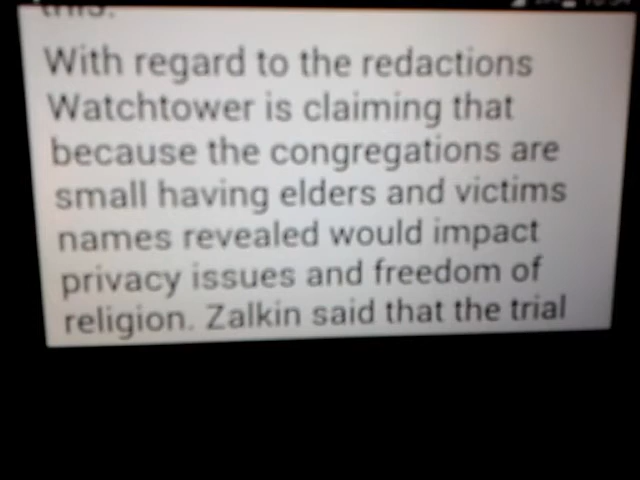 this.
With regard to the redactions
Watchtower is claiming that
because the congregations are
small having elders and victims
names revealed would impact
privacy issues and freedom of
religion. Zalkin said that the trial